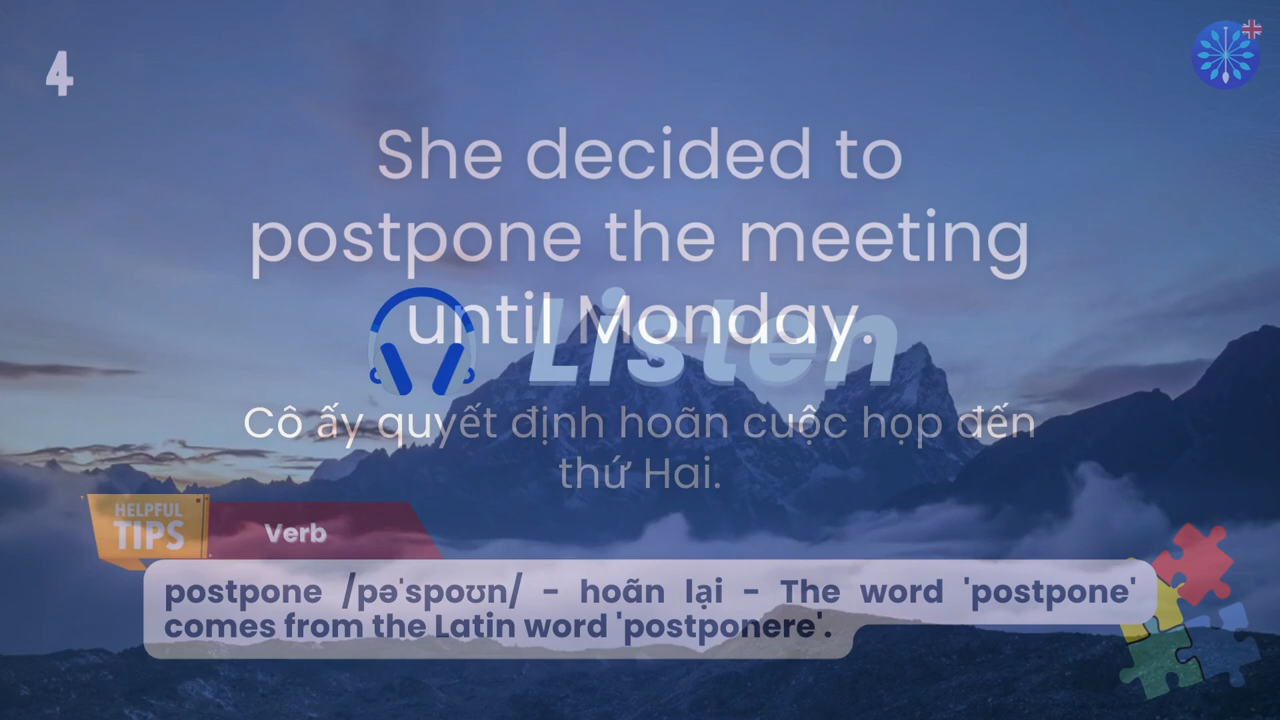 4
She decided to
postpone the meeting
until Monday.
Listen
Cô ấy quyết định hoãn cuộc họp đến
thứ Hai.
HELPFUL
TIPS
Verb
postpone /pəˈspoʊn/ - hoãn lại - The word 'postpone'
comes from the Latin word 'postponere'.